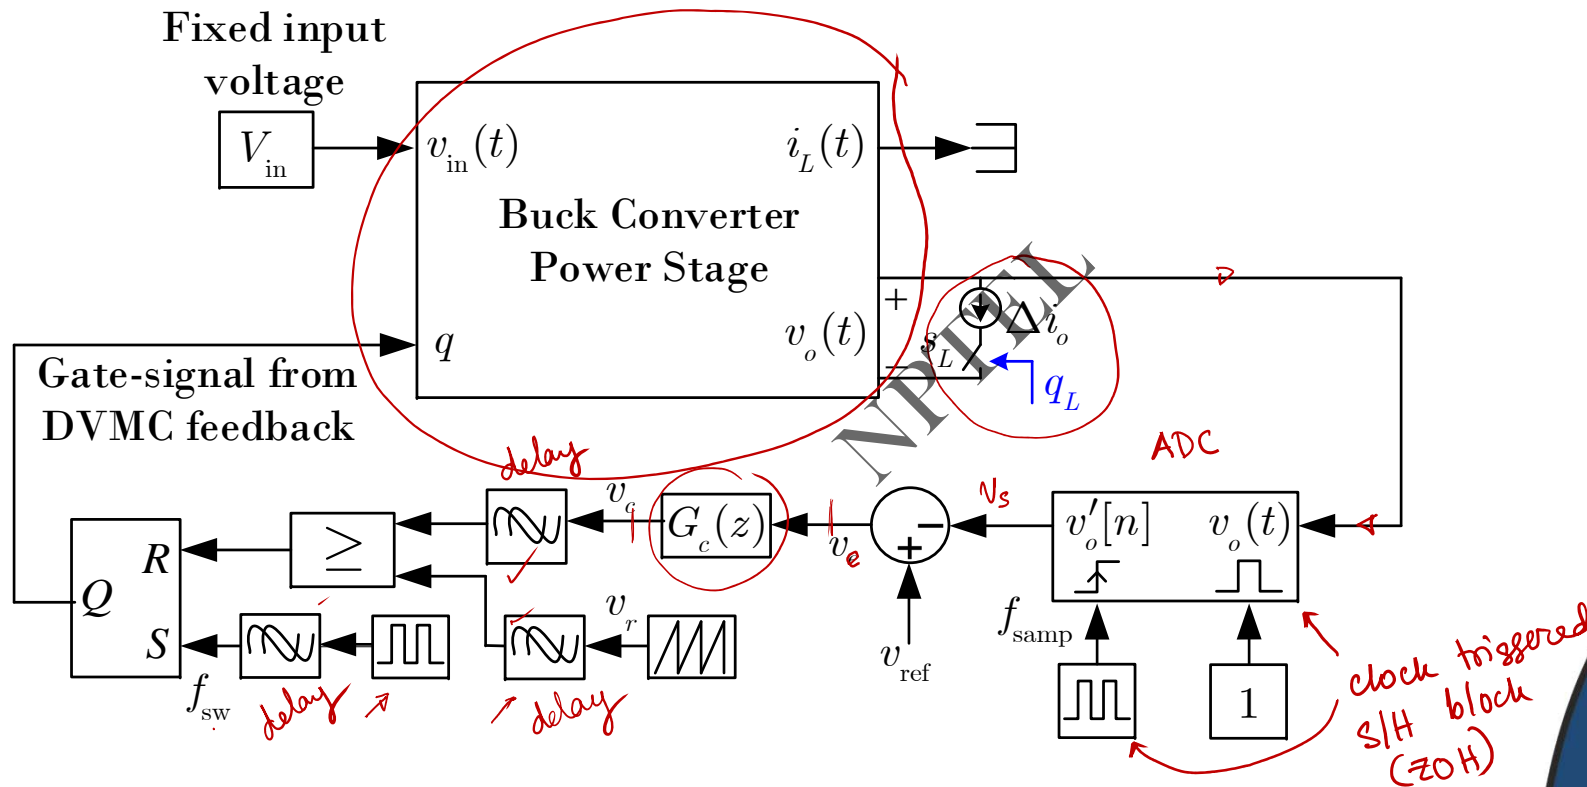 Fixed input
voltage
V_in
v_in(t)
i_L(t)
Buck Converter
Power Stage
+
v_o(t)
−
s_L
Δi_o
q_L
q
NPTEL
Gate-signal from
DVMC feedback
ADC
delay
v_c
G_c(z)
v_e
−
+
v_s
v'_o[n]
v_o(t)
≥
R
Q
S
v_r
f_sw
delay
delay
v_ref
f_samp
1
clock triggered
S/H block
(ZOH)